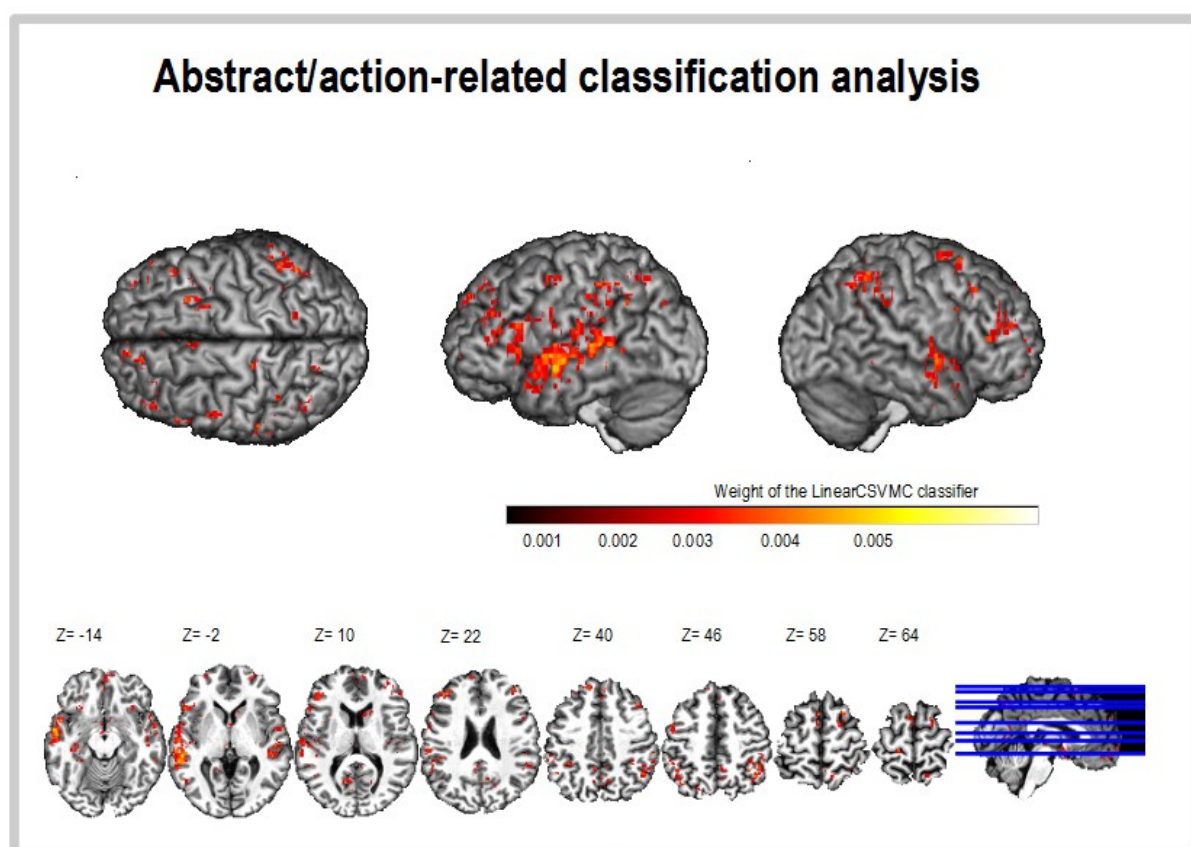 Abstract/action-related classification analysis
Weight of the LinearCSVMC classifier
0.001 0.002 0.003 0.004 0.005
Z= -14 Z= -2 Z= 10 Z= 22 Z= 40 Z= 46 Z= 58 Z= 64